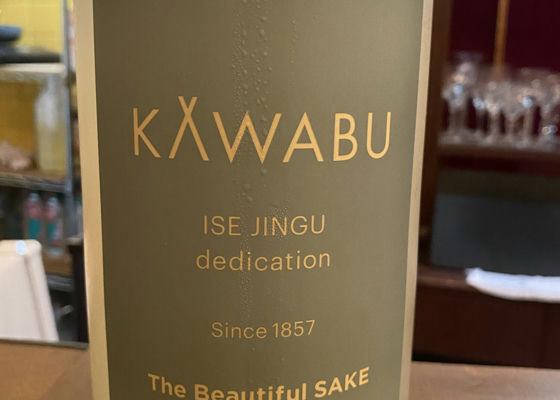 KAWABU
ISE JINGU
dedication
Since 1857
The Beautiful SAKE